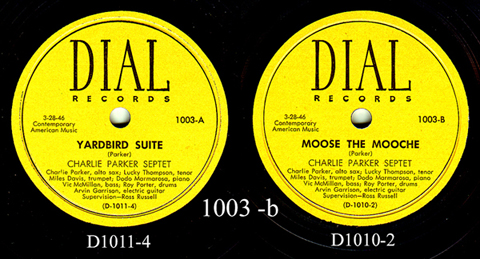 DIAL
RECORDS
3-28-46
Contemporary
American Music
1003-A
YARDBIRD SUITE
(Parker)
CHARLIE PARKER SEPTET
Charlie Parker, alto sax; Lucky Thompson, tenor
Miles Davis, trumpet; Dodo Marmarosa, piano
Vic McMillon, bass; Roy Porter, drums
Arvin Garrison, electric guitar
Supervision-Ross Russell
(D-1011-4)
DIAL
RECORDS
3-28-46
Contemporary
American Music
1003-B
MOOSE THE MOOCHE
(Parker)
CHARLIE PARKER SEPTET
Charlie Parker, alto sax; Lucky Thompson, tenor
Miles Davis, trumpet; Dodo Marmarosa, piano
Vic McMillon, bass; Roy Porter, drums
Arvin Garrison, electric guitar
Supervision-Ross Russell
(D-1010-2)
1003 -b
D1011-4
D1010-2